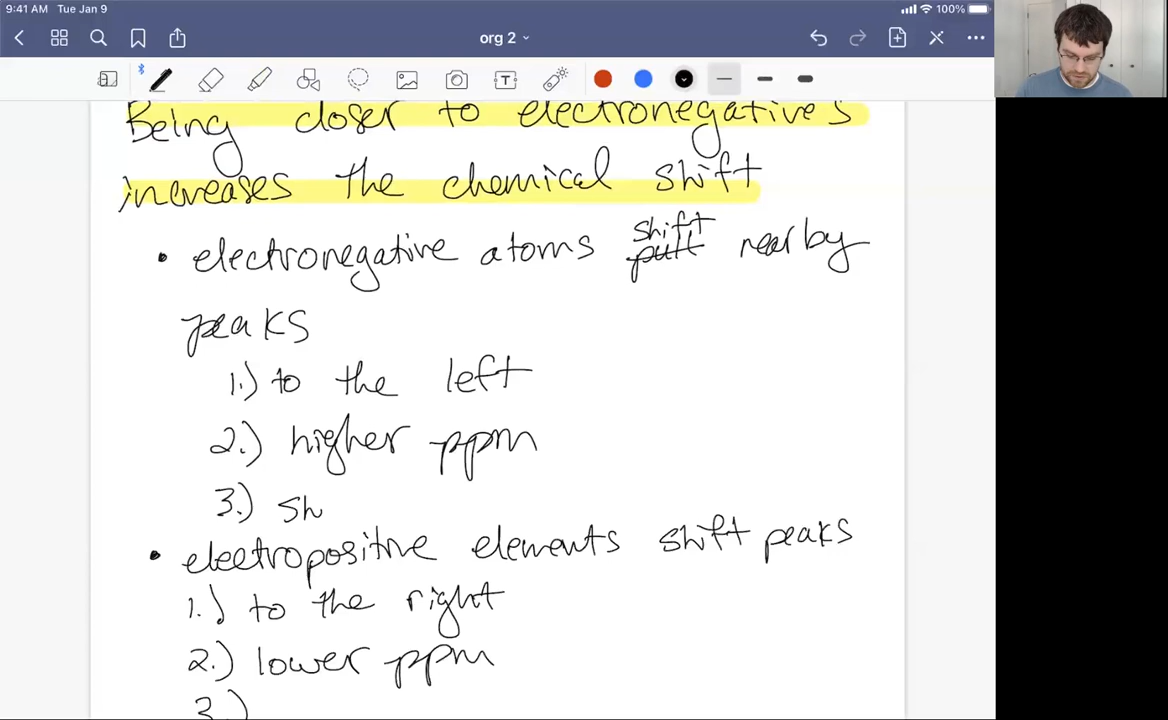 9:41 AM Tue Jan 9
100%
org 2
T
Being closer to electronegative's
increases the chemical shift
• electronegative atoms shift pull nearby
peaks
1.) to the left
2.) higher ppm
3.) sh
• electropositive elements shift peaks
1.) to the right
2.) lower ppm
3.)